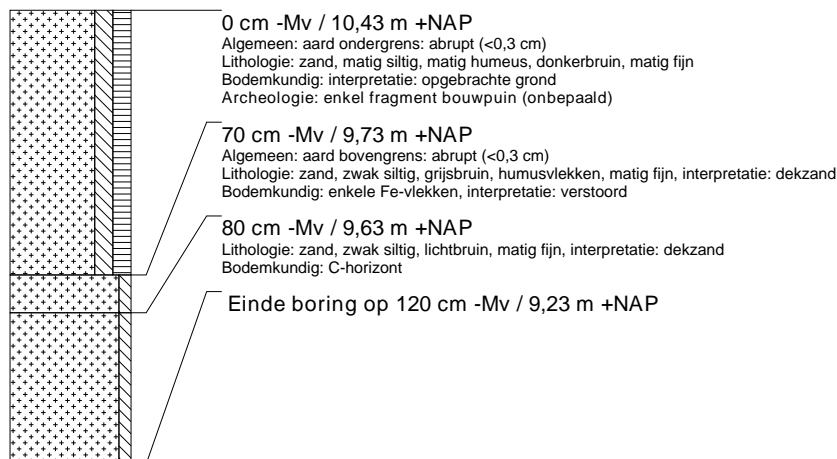 0 cm -Mv / 10,43 m +NAP
Algemeen: aard ondergrens: abrupt (<0,3 cm)
Lithologie: zand, matig siltig, matig humeus, donkerbruin, matig fijn
Bodemkundig: interpretatie: opgebrachte grond
Archeologie: enkel fragment bouwpuin (onbepaald)
70 cm -Mv / 9,73 m +NAP
Algemeen: aard bovengrens: abrupt (<0,3 cm)
Lithologie: zand, zwak siltig, grijsbruin, humusvlekken, matig fijn, interpretatie: dekzand
Bodemkundig: enkele Fe-vlekken, interpretatie: verstoord
80 cm -Mv / 9,63 m +NAP
Lithologie: zand, zwak siltig, lichtbruin, matig fijn, interpretatie: dekzand
Bodemkundig: C-horizont
Einde boring op 120 cm -Mv / 9,23 m +NAP